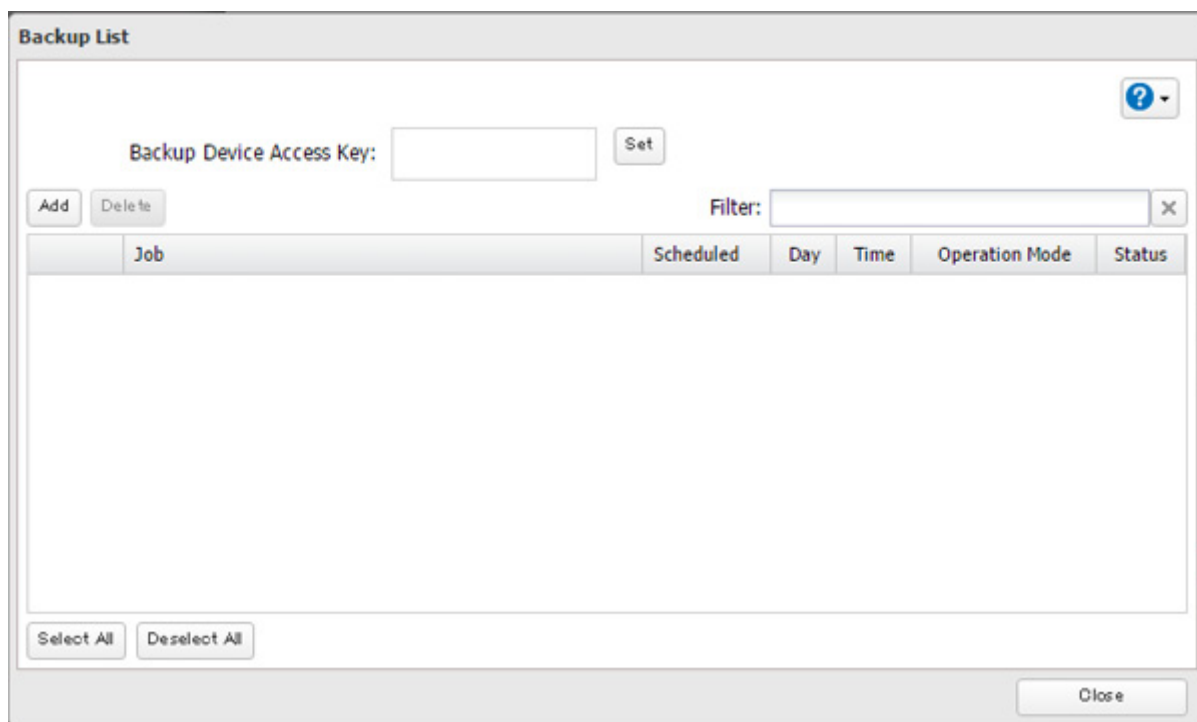 Backup List
?
Backup Device Access Key: Set
Add Delete Filter: ×
Job Scheduled Day Time Operation Mode Status
Select All Deselect All
Close